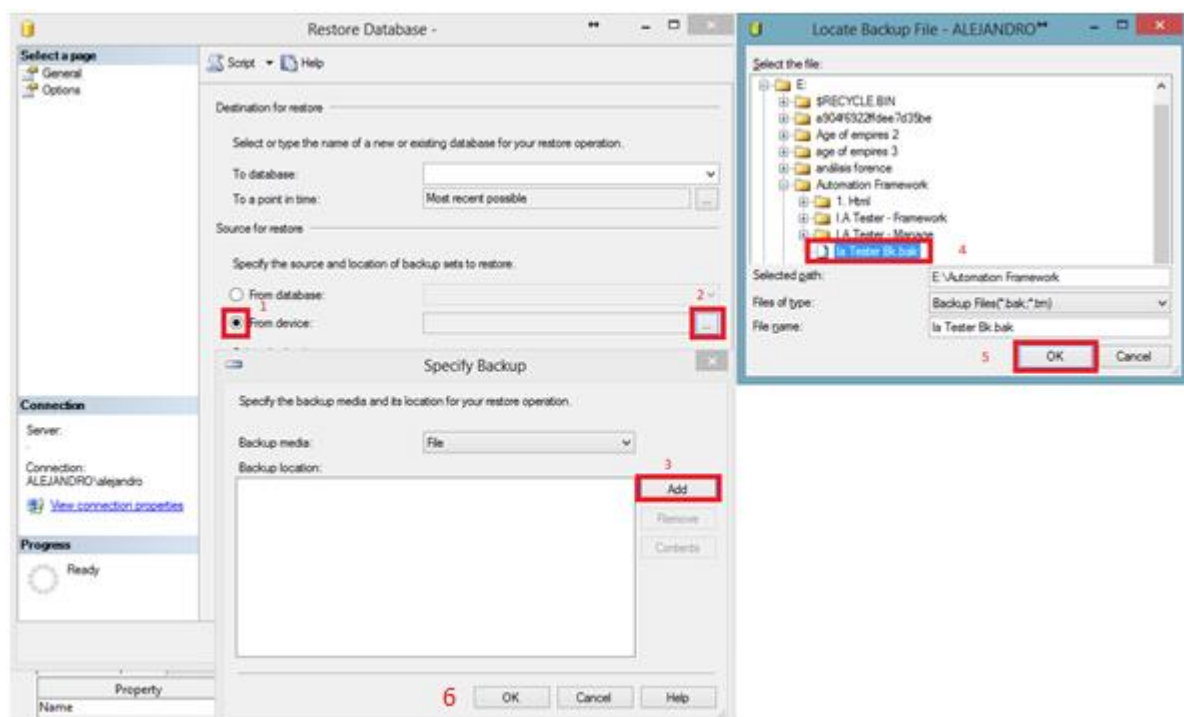 Restore Database -
Select a page
General
Options
Script
Help
Destination for restore
Select or type the name of a new or existing database for your restore operation.
To database:
To a point in time:
Most recent possible
...
Source for restore
Specify the source and location of backup sets to restore.
From database:
1
2
From device:
...
Specify Backup
Specify the backup media and its location for your restore operation.
Backup media:
File
Backup location:
3
Add
Remove
Contents
6
OK
Cancel
Help
Connection
Server:
.
Connection:
ALEJANDRO\alejandro
View connection properties
Progress
Ready
Property
Name
Locate Backup File - ALEJANDRO
Select the file:
E:
$RECYCLE.BIN
Age of empires 2
age of empires 3
análisis forence
Automation Framework
1. Html
I.A Tester - Framework
I.A Tester - Manage
Ia Tester Bk.bak
4
Selected path:
E:\Automation Framework
Files of type:
Backup Files(*.bak;*.trn)
File name:
Ia Tester Bk.bak
5
OK
Cancel